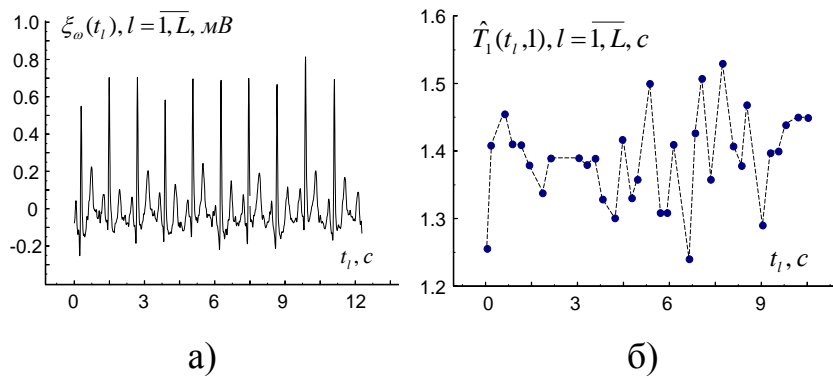 ξ_ω(t_l), l = \overline{1, L}, мВ
1.0
0.8
0.6
0.4
0.2
0
-0.2
t_l, c
0 3 6 9 12
а)
T̂_1(t_l,1), l = \overline{1, L}, c
1.6
1.5
1.4
1.3
1.2
t_l, c
0 3 6 9
б)